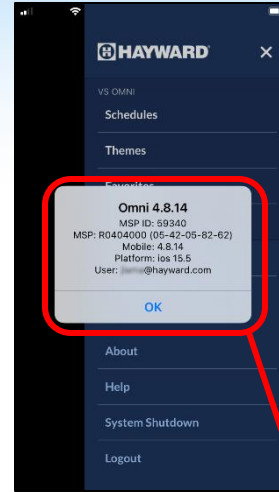 HAYWARD
VS OMNI
Schedules
Themes
Favorites
Omni 4.8.14
MSP ID: 59340
MSP: R0404000 (05-42-05-82-62)
Mobile: 4.8.14
Platform: ios 15.5
User: @hayward.com
OK
About
Help
System Shutdown
Logout